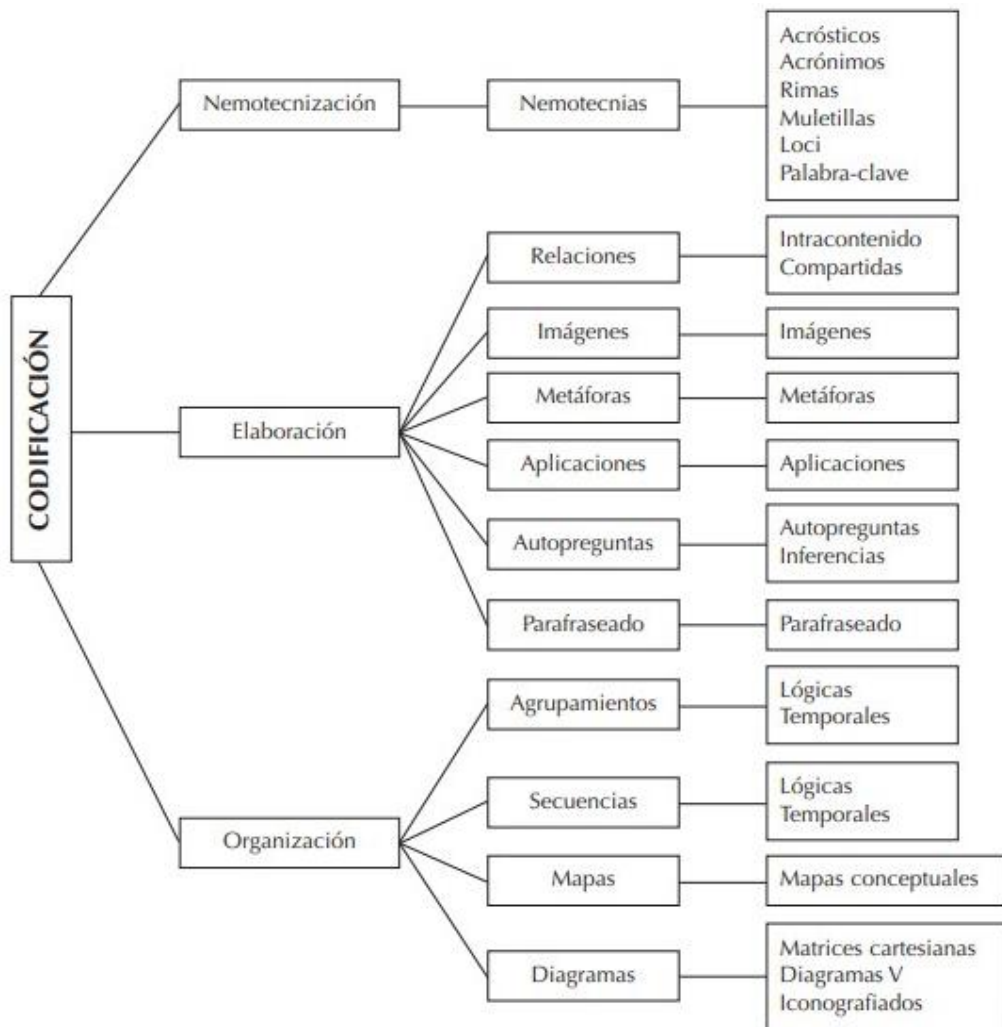 CODIFICACIÓN
Nemotecnización
Nemotecnias
Acrósticos
Acrónimos
Rimas
Muletillas
Loci
Palabra-clave
Elaboración
Relaciones
Intracontenido
Compartidas
Imágenes
Imágenes
Metáforas
Metáforas
Aplicaciones
Aplicaciones
Autopreguntas
Autopreguntas
Inferencias
Parafraseado
Parafraseado
Organización
Agrupamientos
Lógicas
Temporales
Secuencias
Lógicas
Temporales
Mapas
Mapas conceptuales
Diagramas
Matrices cartesianas
Diagramas V
Iconografiados